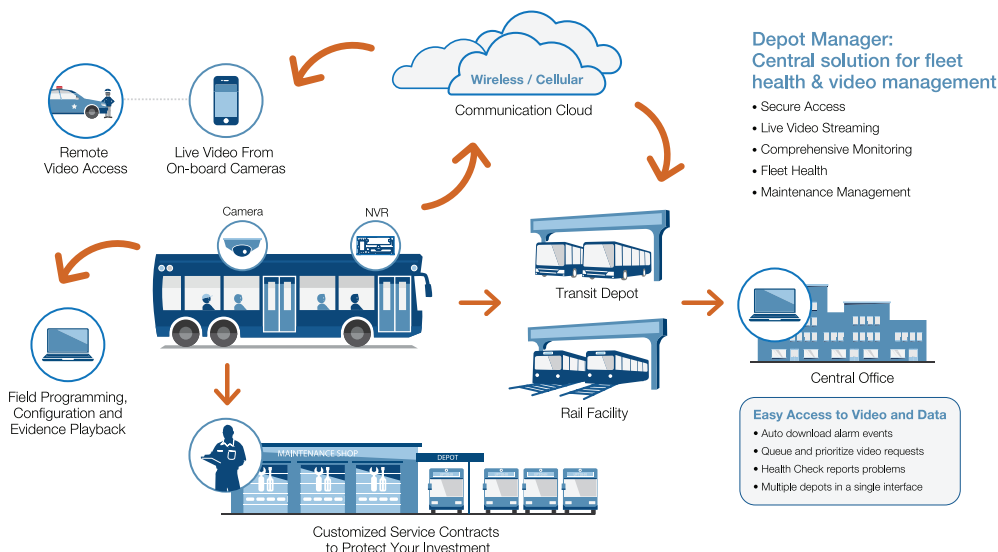 Wireless / Cellular
Communication Cloud
Depot Manager:
Central solution for fleet
health & video management
• Secure Access
• Live Video Streaming
• Comprehensive Monitoring
• Fleet Health
• Maintenance Management
Remote
Video Access
Live Video From
On-board Cameras
Camera
NVR
Transit Depot
Rail Facility
Central Office
Field Programming,
Configuration and
Evidence Playback
Easy Access to Video and Data
• Auto download alarm events
• Queue and prioritize video requests
• Health Check reports problems
• Multiple depots in a single interface
MAINTENANCE SHOP
DEPOT
Customized Service Contracts
to Protect Your Investment